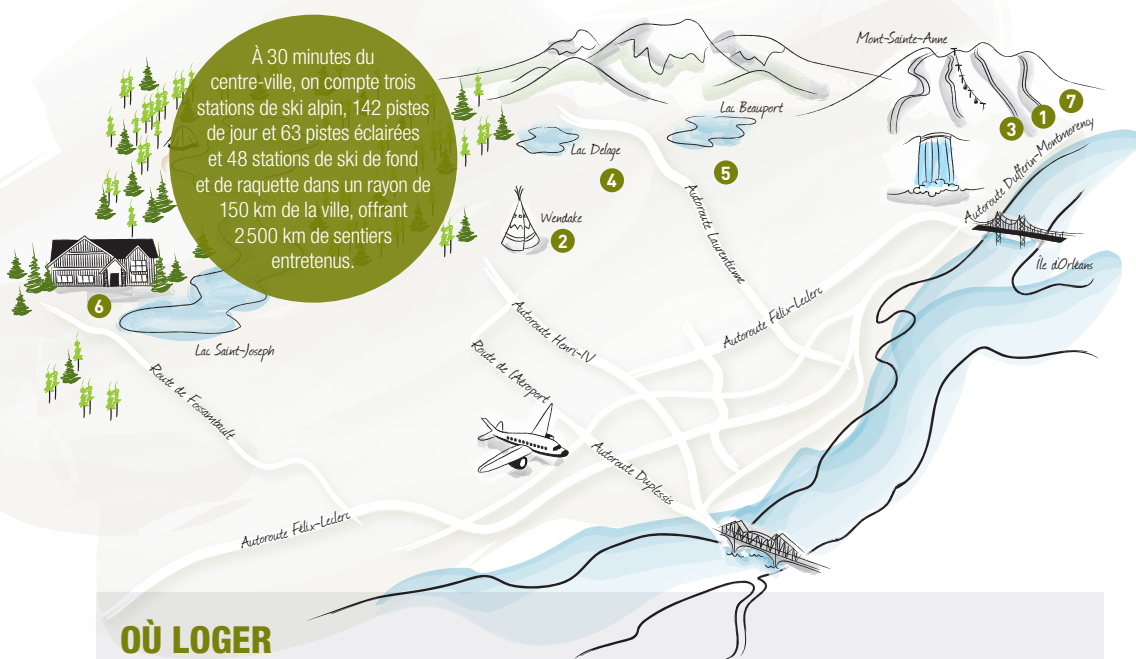 À 30 minutes du
centre-ville, on compte trois
stations de ski alpin, 142 pistes
de jour et 63 pistes éclairées
et 48 stations de ski de fond
et de raquette dans un rayon de
150 km de la ville, offrant
2 500 km de sentiers
entretenus.
Mont-Sainte-Anne
7
1
3
Lac Beauport
5
Lac Delage
4
Wendake
2
Autoroute Dufferin-Montmorency
Île d'Orléans
Autoroute Laurentienne
Autoroute Félix-Leclerc
Autoroute Henri-IV
Route de l'Aéroport
6
Lac Saint-Joseph
Route de Fossambault
Autoroute Duplessis
Autoroute Félix-Leclerc
OÙ LOGER